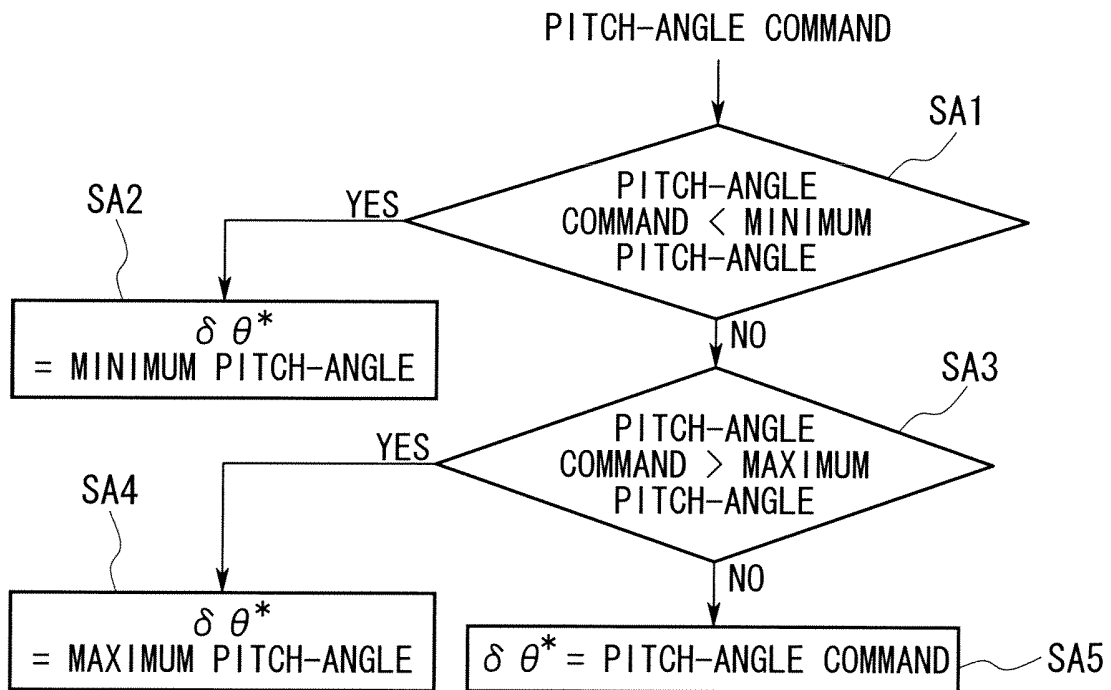 PITCH-ANGLE COMMAND
SA1
PITCH-ANGLE
COMMAND < MINIMUM
PITCH-ANGLE
YES
SA2
δ θ*
= MINIMUM PITCH-ANGLE
NO
SA3
PITCH-ANGLE
COMMAND > MAXIMUM
PITCH-ANGLE
YES
SA4
δ θ*
= MAXIMUM PITCH-ANGLE
NO
δ θ* = PITCH-ANGLE COMMAND
SA5